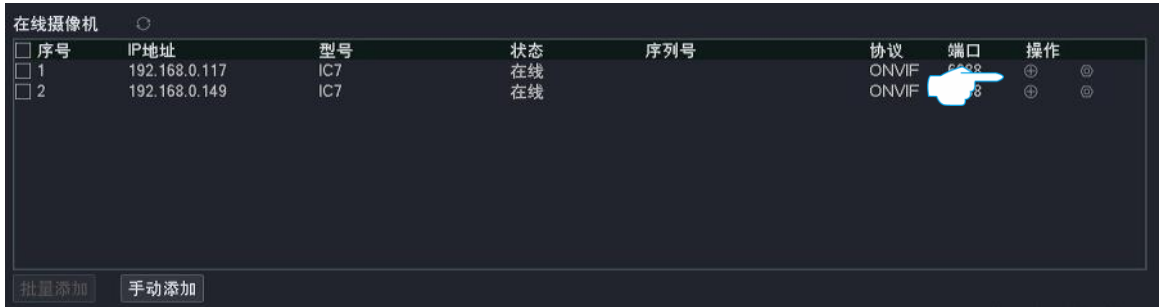 在线摄像机
序号 IP地址 型号 状态 序列号 协议 端口 操作
1 192.168.0.117 IC7 在线 ONVIF
2 192.168.0.149 IC7 在线 ONVIF
批量添加 手动添加